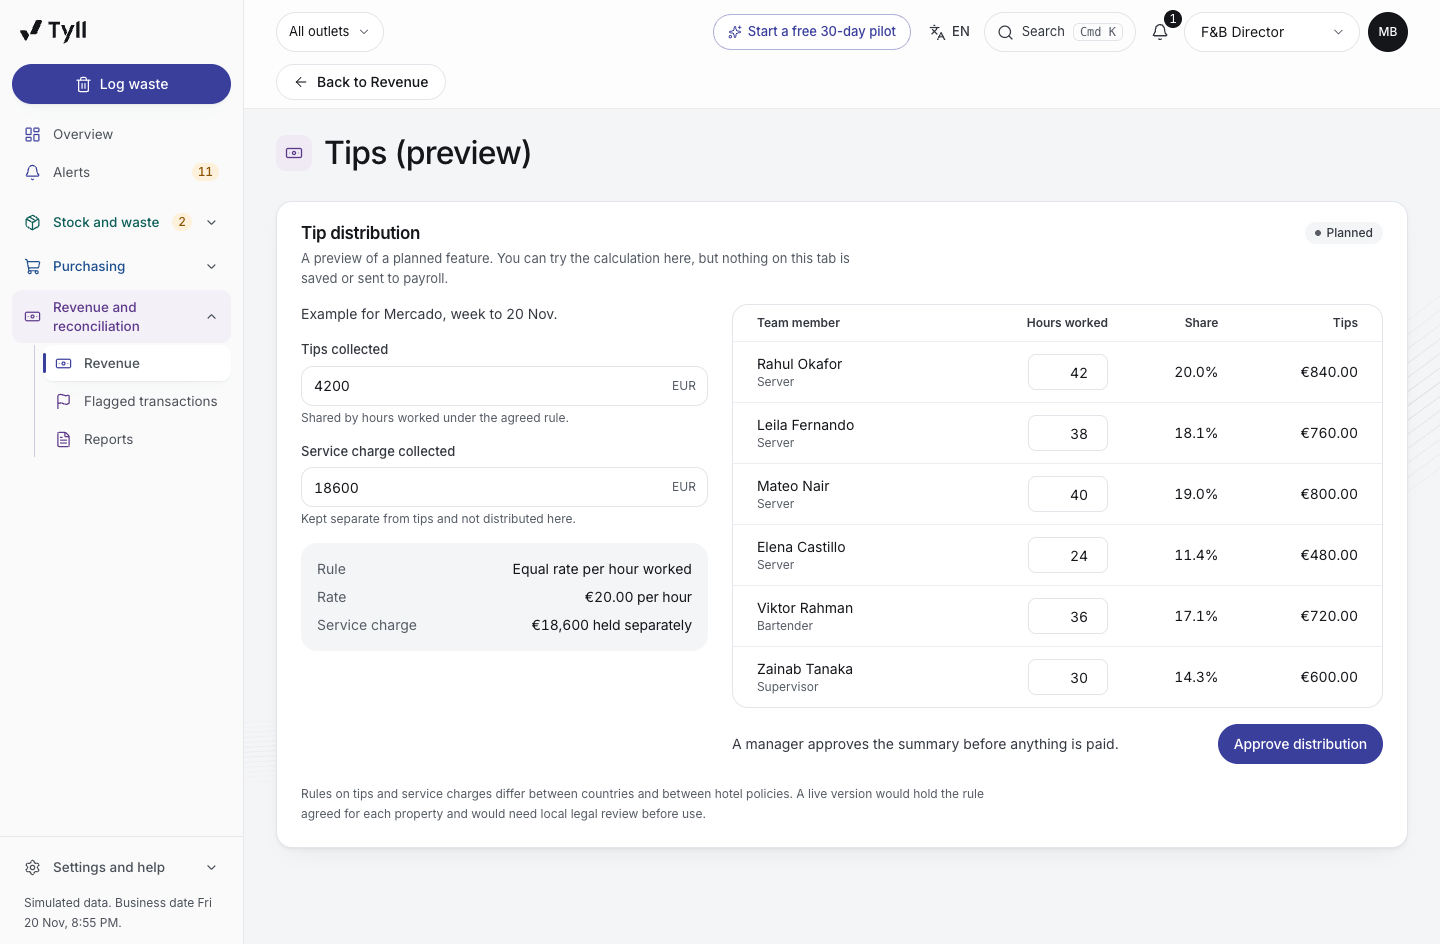 Tyll
All outlets
Start a free 30-day pilot
EN
Search
Cmd K
1
F&B Director
MB
Log waste
Back to Revenue
Overview
Alerts
11
Stock and waste
2
Purchasing
Revenue and
reconciliation
Revenue
Flagged transactions
Reports
Settings and help
Simulated data. Business date Fri
20 Nov, 8:55 PM.
Tips (preview)
Tip distribution
Planned
A preview of a planned feature. You can try the calculation here, but nothing on this tab is
saved or sent to payroll.
Example for Mercado, week to 20 Nov.
Tips collected
4200 EUR
Shared by hours worked under the agreed rule.
Service charge collected
18600 EUR
Kept separate from tips and not distributed here.
Rule Equal rate per hour worked
Rate €20.00 per hour
Service charge €18,600 held separately
Team member Hours worked Share Tips
Rahul Okafor
Server
42 20.0% €840.00
Leila Fernando
Server
38 18.1% €760.00
Mateo Nair
Server
40 19.0% €800.00
Elena Castillo
Server
24 11.4% €480.00
Viktor Rahman
Bartender
36 17.1% €720.00
Zainab Tanaka
Supervisor
30 14.3% €600.00
A manager approves the summary before anything is paid.
Approve distribution
Rules on tips and service charges differ between countries and between hotel policies. A live version would hold the rule
agreed for each property and would need local legal review before use.